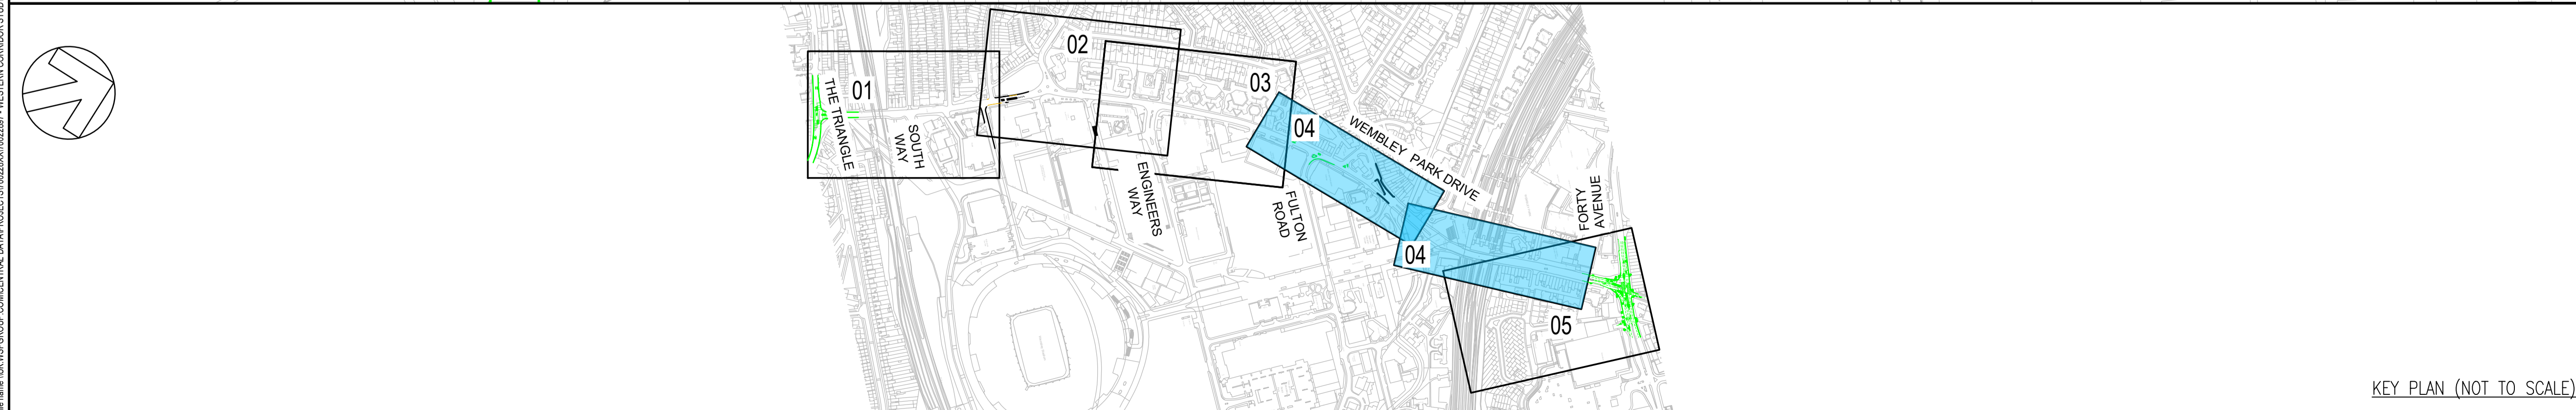 01
THE TRIANGLE
SOUTH
WAY
02
03
ENGINEERS
WAY
04
WEMBLEY PARK DRIVE
FULTON
ROAD
04
FORTY
AVENUE
05
KEY PLAN (NOT TO SCALE)